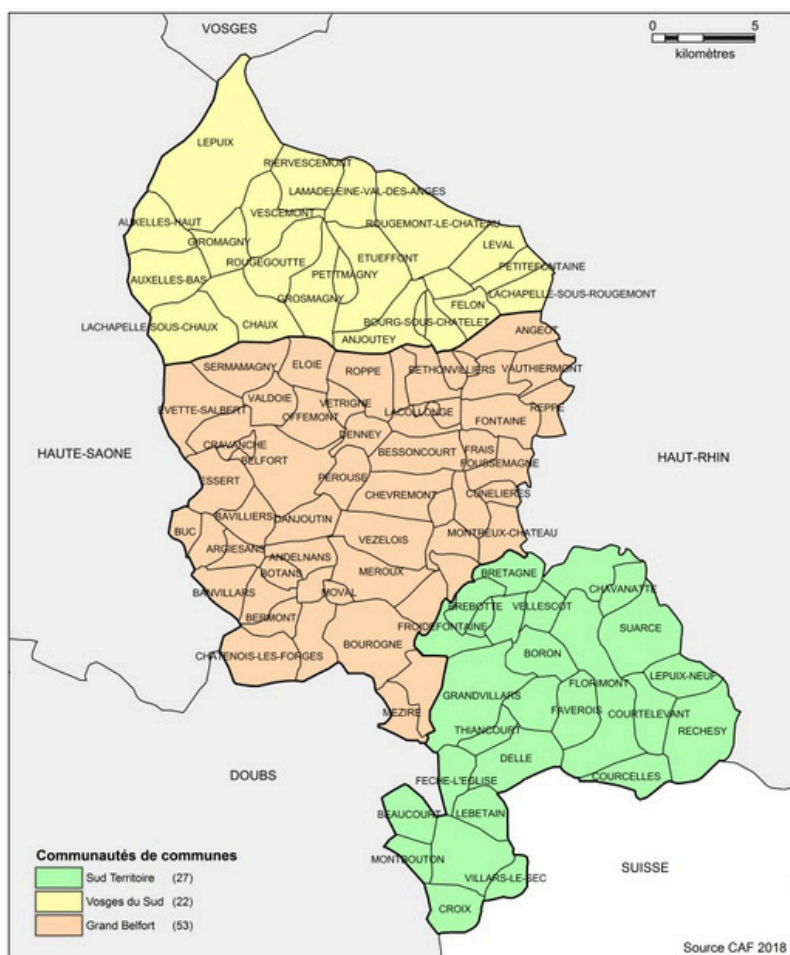 VOSGES
0 5
kilomètres
LEPUIX
RIERVESCEMONT
LAMADELEINE-VAL-DES-ANGES
AUXELLES-HAUT
VESCEMONT
ROUGEMONT-LE-CHATEAU
GIROMAGNY
LEVAL
ROUGEGOUTTE
ETUEFFONT
PETITEFONTAINE
AUXELLES-BAS
PETITMAGNY
LACHAPELLE-SOUS-ROUGEMONT
GROSMAGNY
FELON
LACHAPELLE-SOUS-CHAUX
CHAUX
BOURG-SOUS-CHATELET
ANJOUTEY
ANGEOT
SERMAMAGNY
ELOIE
ROPPE
BETHONVILLIERS
VAUTHIERMONT
VALDOIE
VETRIGNE
EVETTE-SALBERT
OFFEMONT
LACOLLONGE
REPPE
FONTAINE
DENNEY
CRAVANCHE
BESSONCOURT
FRAIS
HAUTE-SAONE
HAUT-RHIN
BELFORT
FOUSSEMAGNE
ESSERT
PEROUSE
CHEVREMONT
CUNELIERES
BAVILLIERS
DANJOUTIN
BUC
MONTREUX-CHATEAU
VEZELOIS
ARGIESANS
ANDELNANS
BOTANS
MEROUX
BRETAGNE
BANVILLARS
MOVAL
CHAVANATTE
BREBOTTE
VELLESCOT
BERMONT
FROIDEFONTAINE
SUARCE
BOUROGNE
CHATENOIS-LES-FORGES
BORON
LEPUIX-NEUF
FLORIMONT
GRANDVILLARS
MEZIRE
FAVEROIS
COURTELEVANT
THIANCOURT
RECHESY
DELLE
DOUBS
FECHE-L'EGLISE
COURCELLES
BEAUCOURT
LEBETAIN
MONTBOUTON
SUISSE
VILLARS-LE-SEC
CROIX
Communautés de communes
Sud Territoire (27)
Vosges du Sud (22)
Grand Belfort (53)
Source CAF 2018